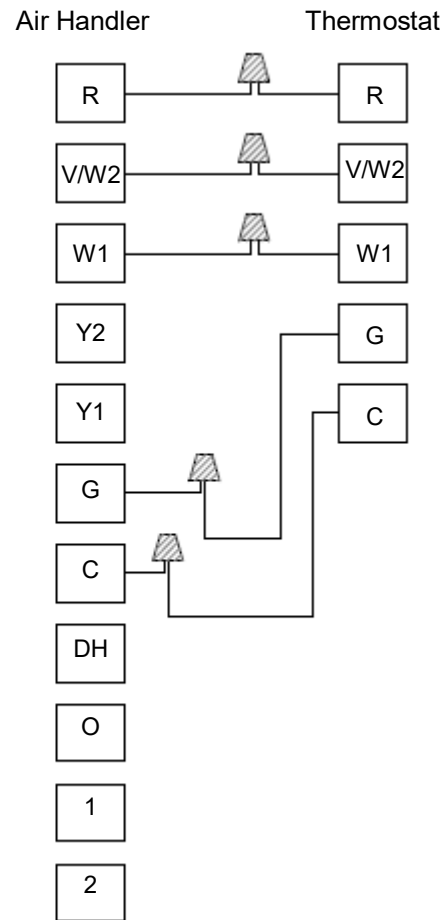 Air Handler Thermostat
R R
V/W2 V/W2
W1 W1
Y2 G
Y1 C
G
C
DH
O
1
2